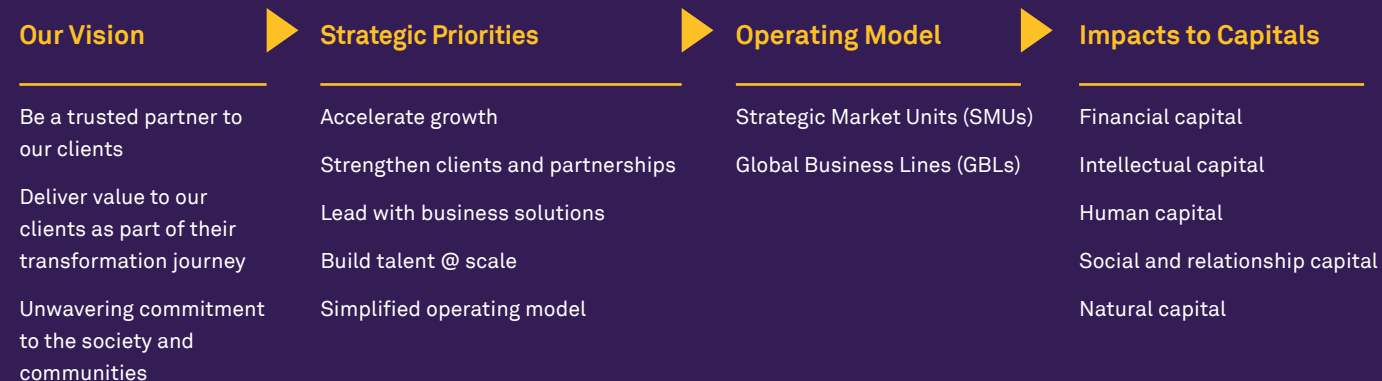 Our Vision
Be a trusted partner to
our clients
Deliver value to our
clients as part of their
transformation journey
Unwavering commitment
to the society and
communities
Strategic Priorities
Accelerate growth
Strengthen clients and partnerships
Lead with business solutions
Build talent @ scale
Simplified operating model
Operating Model
Strategic Market Units (SMUs)
Global Business Lines (GBLs)
Impacts to Capitals
Financial capital
Intellectual capital
Human capital
Social and relationship capital
Natural capital